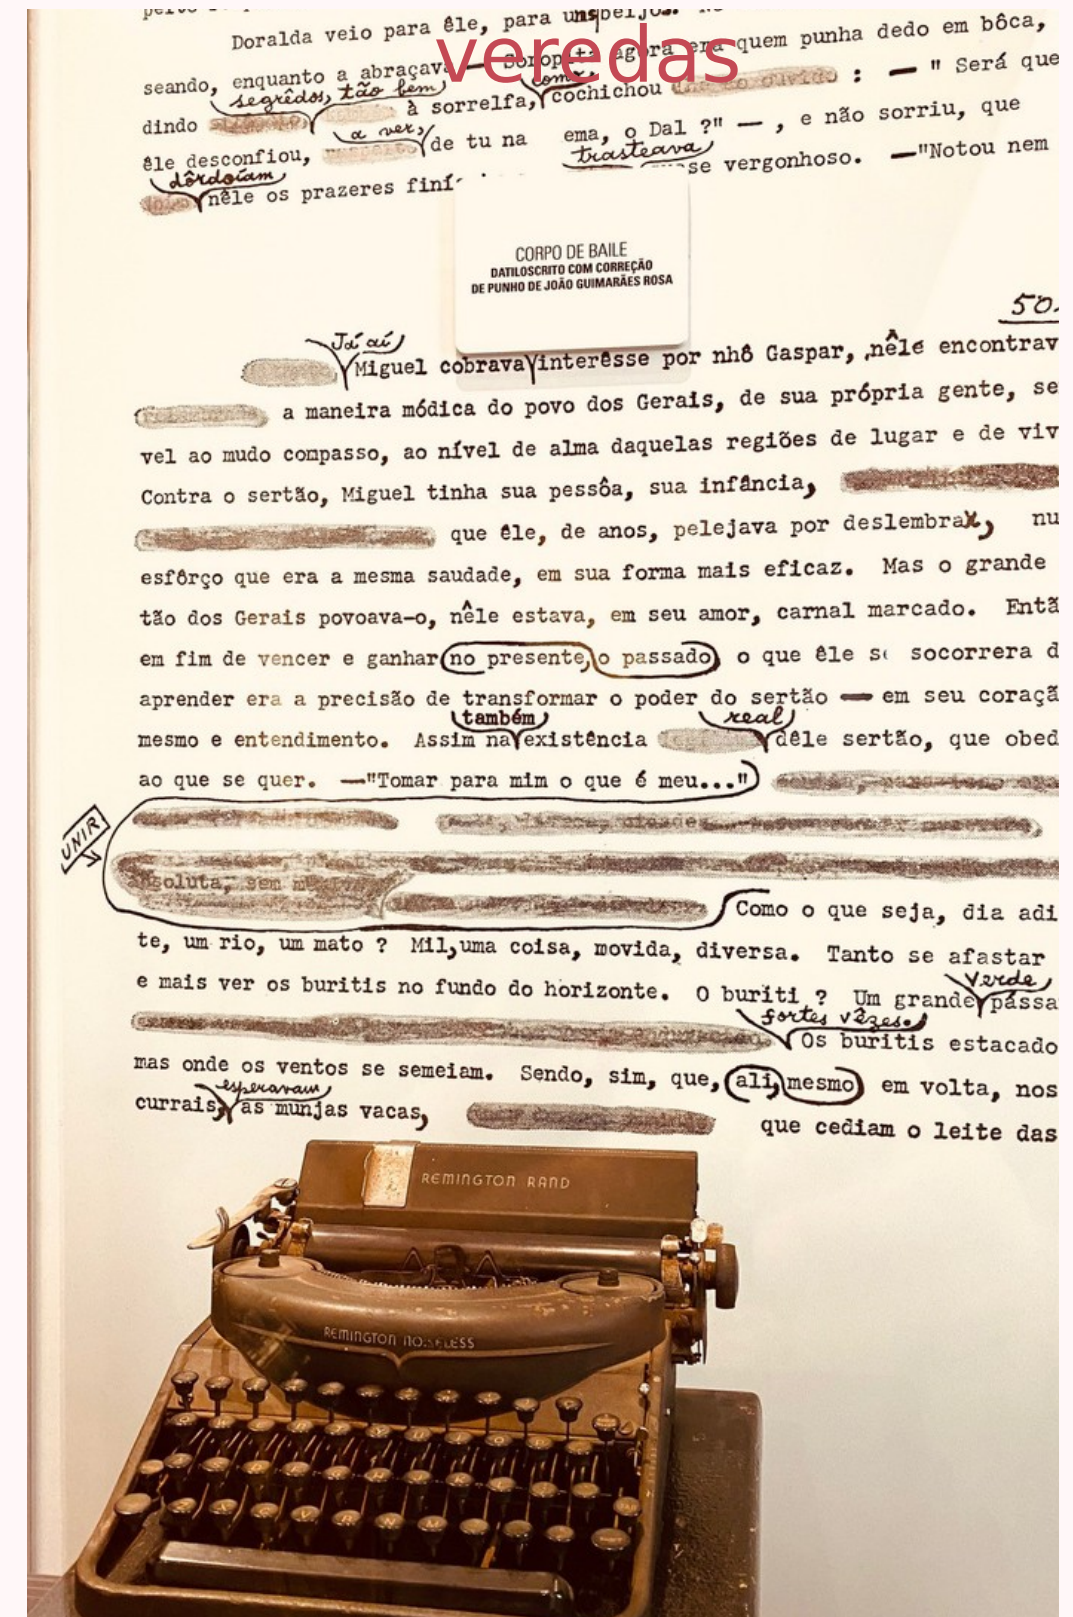 veredas
Doralda veio para êle, para uns beijos.
seando, enquanto a abraçava — Soropita agora era quem punha dedo em bôca,
segrêdos, tão bem como
dindo à sorrelfa, cochichou : — " Será que
a ver,
êle desconfiou, de tu na ema, o Dal ?" — , e não sorriu, que
dôrdoíam trasteava
nêle os prazeres se vergonhoso. —"Notou nem
CORPO DE BAILE
DATILOSCRITO COM CORREÇÃO
DE PUNHO DE JOÃO GUIMARÃES ROSA
50.
Já aí
Miguel cobrava interêsse por nhô Gaspar, nêle encontrav
a maneira módica do povo dos Gerais, de sua própria gente, se
vel ao mudo compasso, ao nível de alma daquelas regiões de lugar e de viv
Contra o sertão, Miguel tinha sua pessôa, sua infância,
que êle, de anos, pelejava por deslembrar, nu
esfôrço que era a mesma saudade, em sua forma mais eficaz. Mas o grande
tão dos Gerais povoava-o, nêle estava, em seu amor, carnal marcado. Entã
em fim de vencer e ganhar no presente, o passado o que êle se socorrera d
aprender era a precisão de transformar o poder do sertão — em seu coraçã
também real
mesmo e entendimento. Assim na existência dêle sertão, que obed
ao que se quer. —"Tomar para mim o que é meu..."
UNIR
absoluta, sem
Como o que seja, dia adi
te, um rio, um mato ? Mil, uma coisa, movida, diversa. Tanto se afastar
e mais ver os buritis no fundo do horizonte. O buriti ? Um grande pássa
verde
fortes vêzes.
Os buritis estacado
mas onde os ventos se semeiam. Sendo, sim, que, ali, mesmo em volta, nos
esperavam
currais, as munjas vacas, que cediam o leite das
REMINGTON RAND
REMINGTON NOISELESS